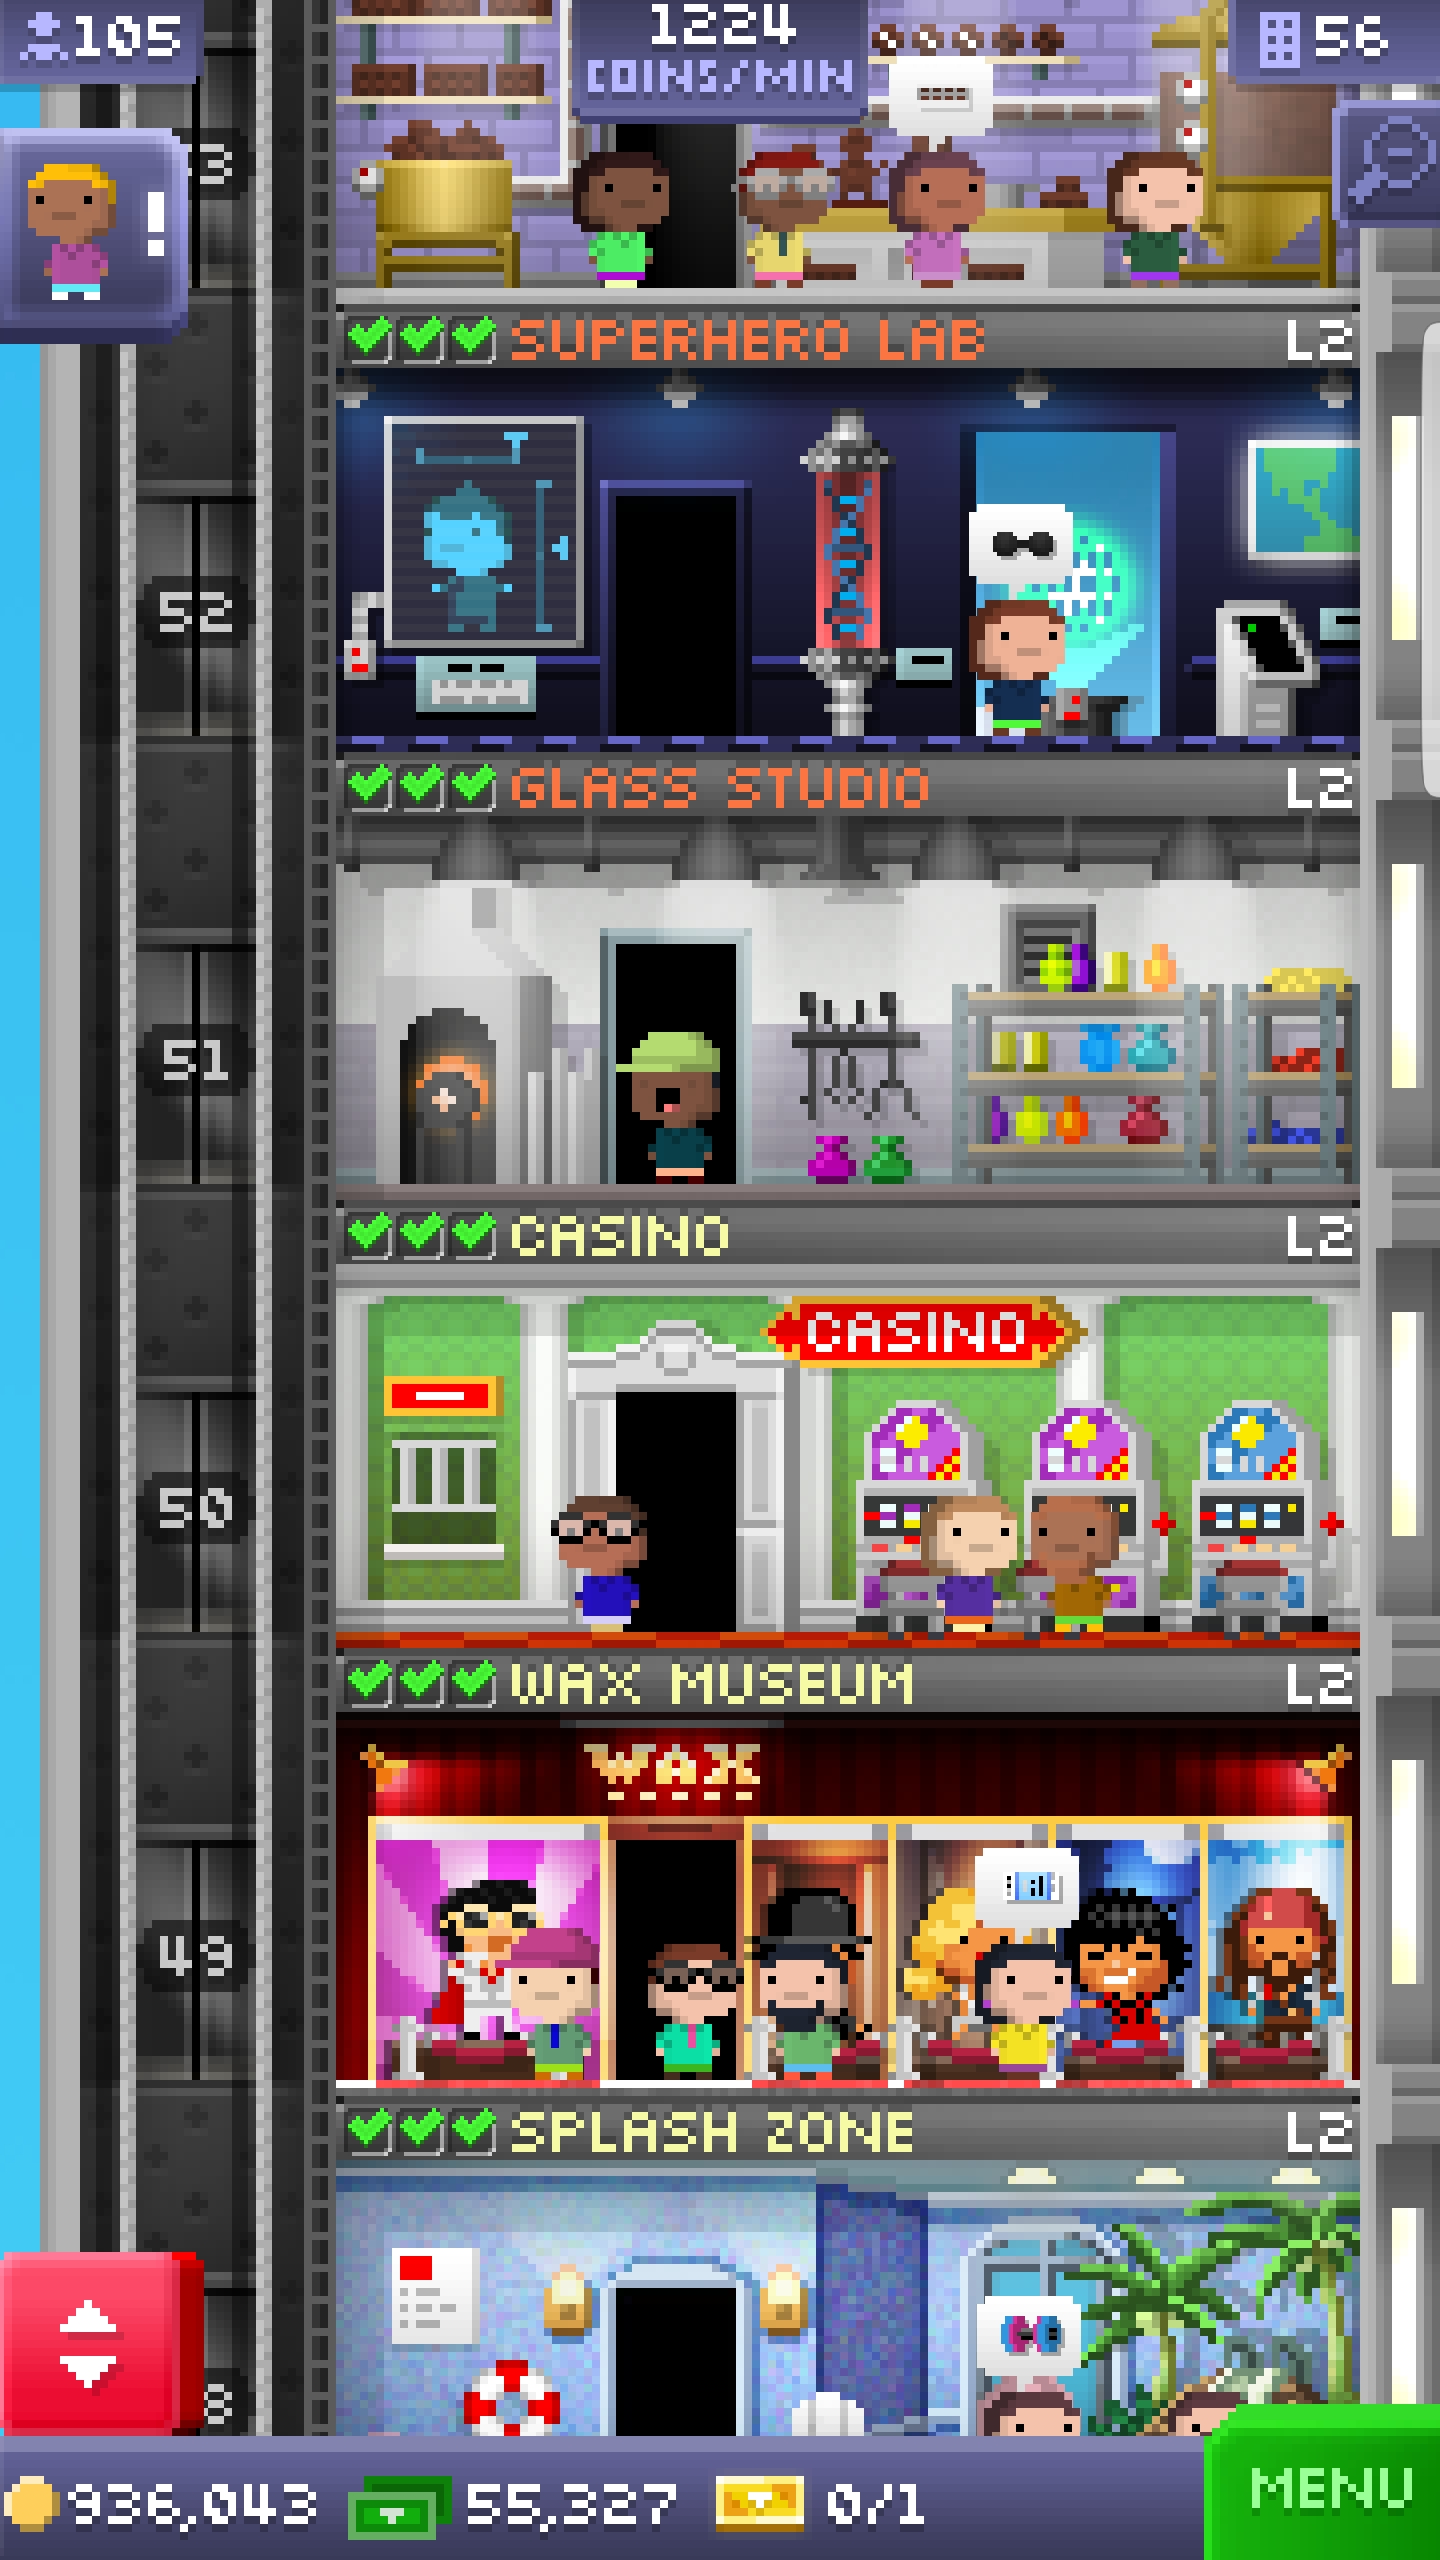 105
1224
COINS/MIN
56
!
SUPERHERO LAB L2
52
GLASS STUDIO L2
51
CASINO L2
CASINO
50
WAX MUSEUM L2
WAX
49
SPLASH ZONE L2
936,043 55,327 0/1 MENU